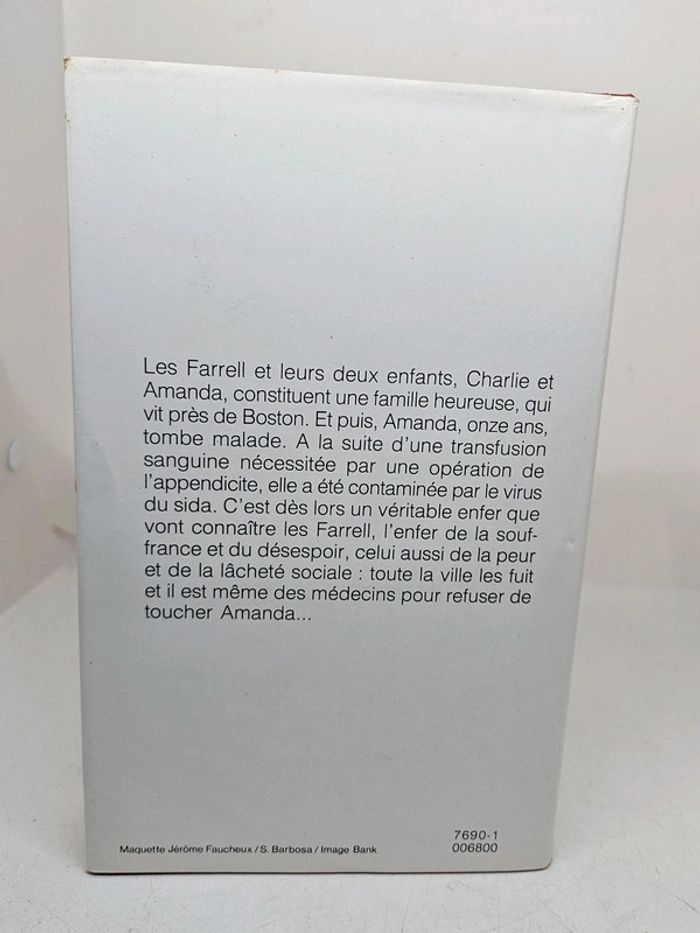 Les Farrell et leurs deux enfants, Charlie et
Amanda, constituent une famille heureuse, qui
vit près de Boston. Et puis, Amanda, onze ans,
tombe malade. A la suite d'une transfusion
sanguine nécessitée par une opération de
l'appendicite, elle a été contaminée par le virus
du sida. C'est dès lors un véritable enfer que
vont connaître les Farrell, l'enfer de la souf-
france et du désespoir, celui aussi de la peur
et de la lâcheté sociale : toute la ville les fuit
et il est même des médecins pour refuser de
toucher Amanda...
7690-1
Maquette Jérôme Faucheux / S. Barbosa / Image Bank 006800